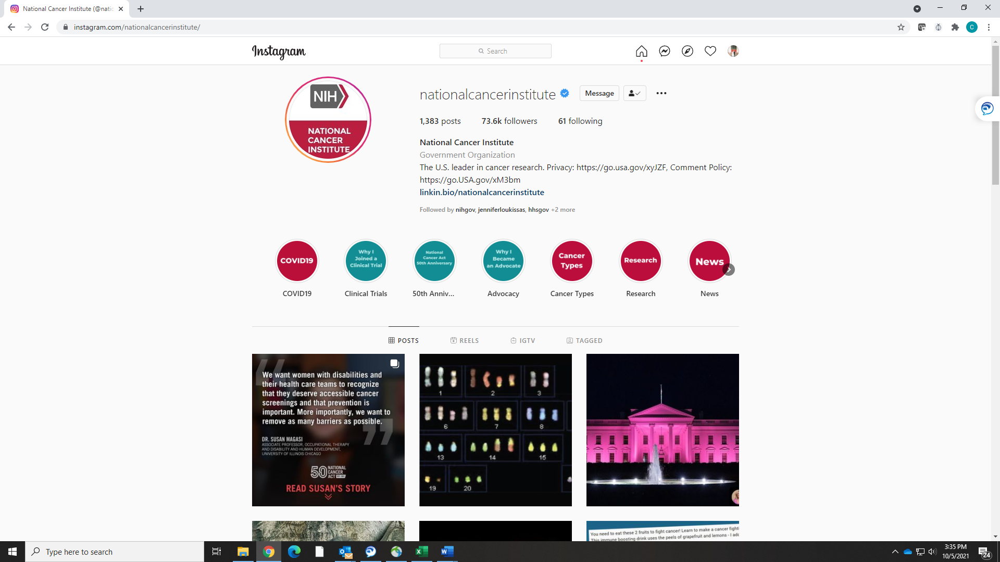 National Cancer Institute (@natio
instagram.com/nationalcancerinstitute/
C
Instagram
Search
NIH
NATIONAL
CANCER
INSTITUTE
nationalcancerinstitute
Message
1,383 posts
73.6k followers
61 following
National Cancer Institute
Government Organization
The U.S. leader in cancer research. Privacy: https://go.usa.gov/xyJZF, Comment Policy:
https://go.USA.gov/xM3bm
linkin.bio/nationalcancerinstitute
Followed by nihgov, jenniferloukissas, hhsgov +2 more
COVID19
Why I
Joined a
Clinical Trial
National
Cancer Act
50th Anniversary
Why I
Became
an Advocate
Cancer
Types
Research
News
COVID19
Clinical Trials
50th Anniv...
Advocacy
Cancer Types
Research
News
POSTS
REELS
IGTV
TAGGED
We want women with disabilities and
their health care teams to recognize
that they deserve accessible cancer
screenings and that prevention is
important. More importantly, we want to
remove as many barriers as possible.
DR. SUSAN MAGASI
ASSOCIATE PROFESSOR, OCCUPATIONAL THERAPY
AND DISABILITY AND HUMAN DEVELOPMENT,
UNIVERSITY OF ILLINOIS CHICAGO
50 NATIONAL
CANCER
ACT
READ SUSAN'S STORY
1 2 3
6 7 8
13 14 15
19 20
You need to eat these 2 fruits to fight cancer! Learn to make a cancer fighti
This immune boosting drink uses the peels of grapefruit and lemons - I add
Type here to search
3:35 PM
10/5/2021
24